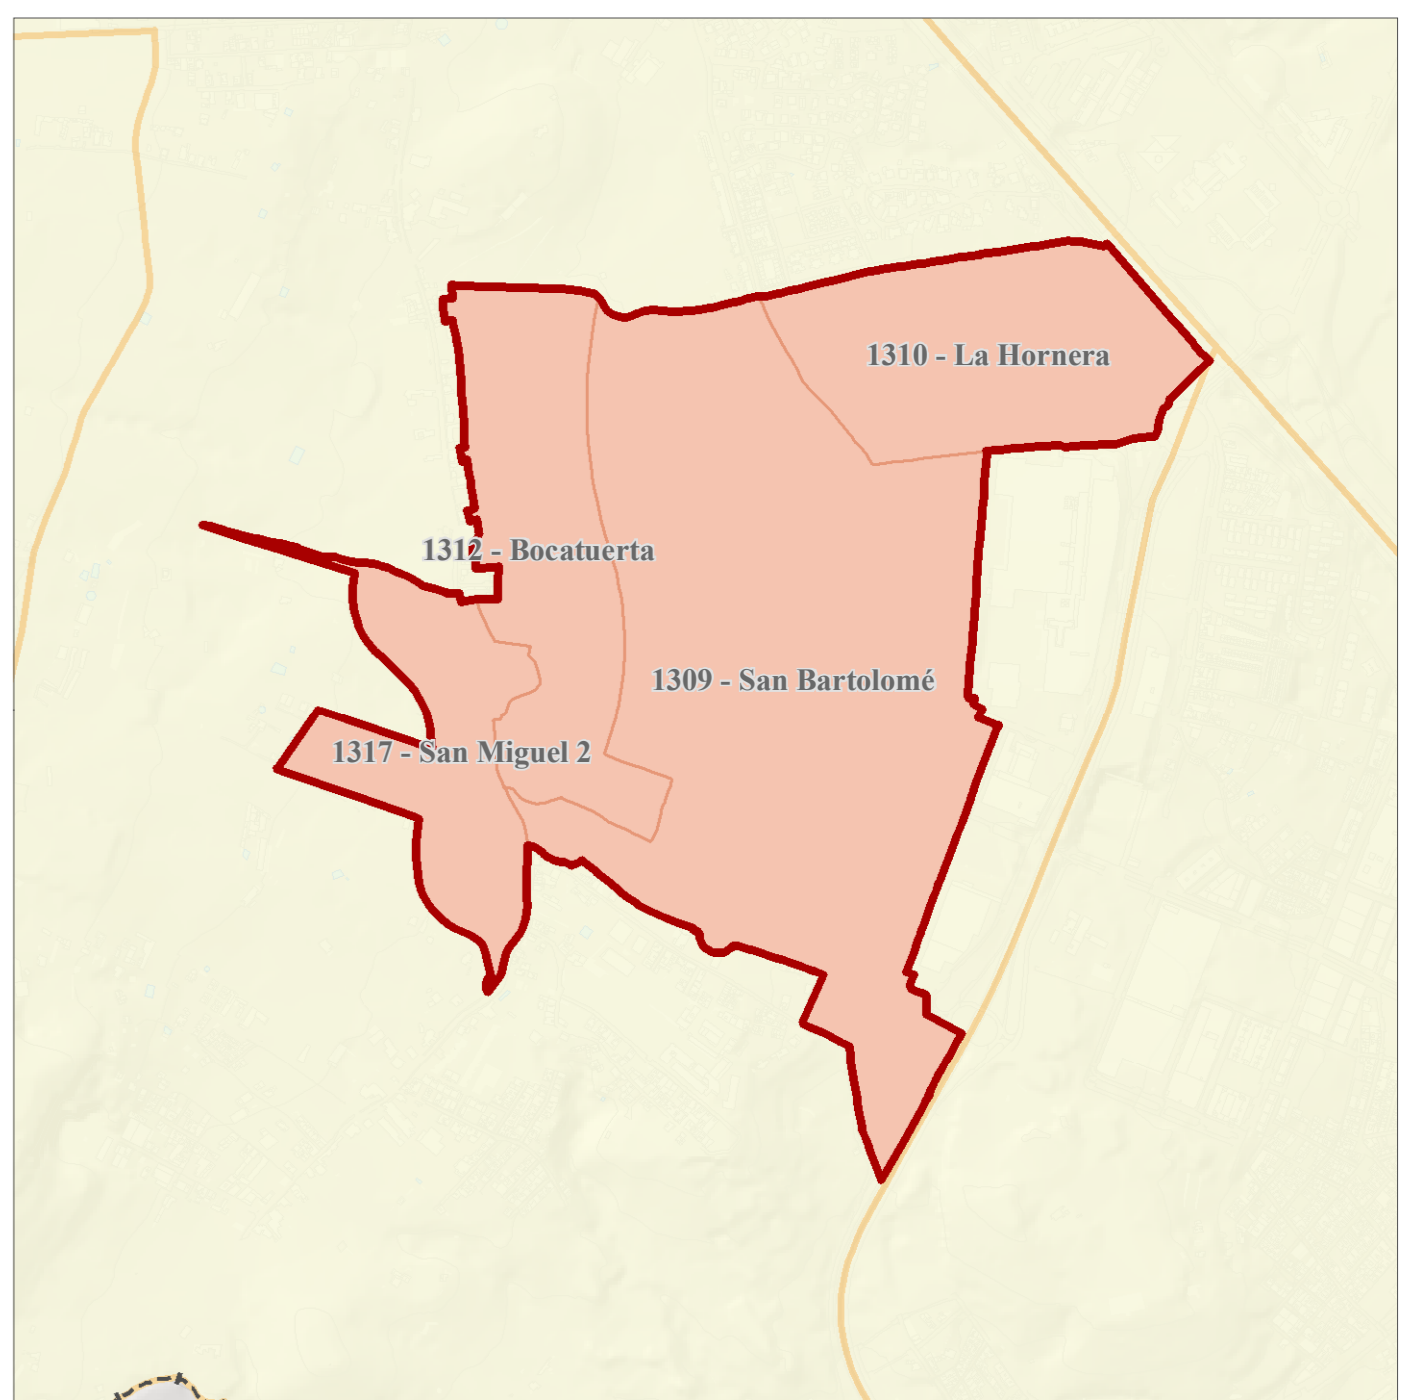 1310 - La Hornera
1312 - Bocatuerta
1309 - San Bartolomé
1317 - San Miguel 2